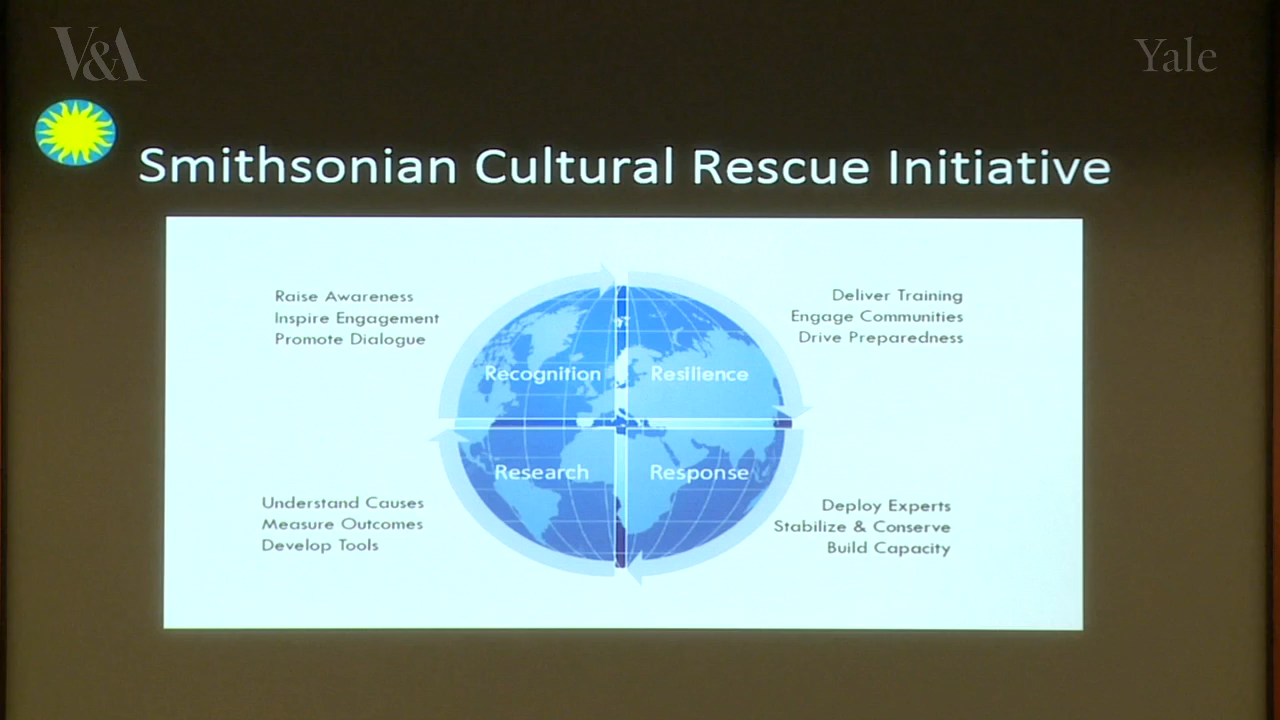 V&A
Yale
Smithsonian Cultural Rescue Initiative
Raise Awareness
Inspire Engagement
Promote Dialogue
Deliver Training
Engage Communities
Drive Preparedness
Recognition
Resilience
Research
Response
Understand Causes
Measure Outcomes
Develop Tools
Deploy Experts
Stabilize & Conserve
Build Capacity